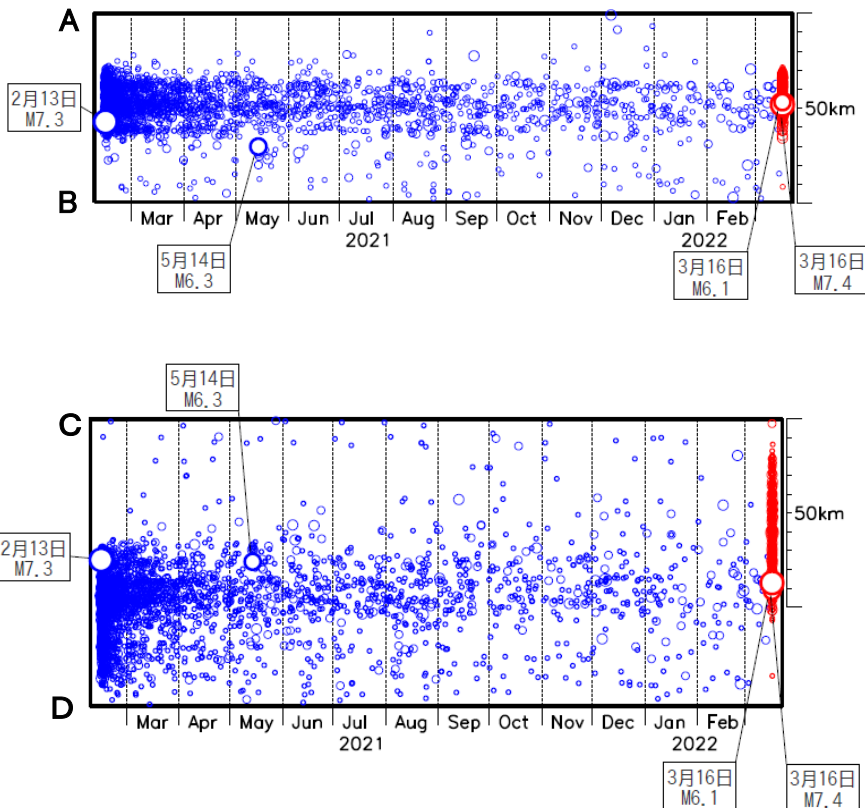 A
2月13日
M7.3
50km
B
Mar Apr May Jun Jul Aug Sep Oct Nov Dec Jan Feb
2021 2022
5月14日
M6.3
3月16日
M6.1
3月16日
M7.4
5月14日
M6.3
C
2月13日
M7.3
50km
D
Mar Apr May Jun Jul Aug Sep Oct Nov Dec Jan Feb
2021 2022
3月16日
M6.1
3月16日
M7.4